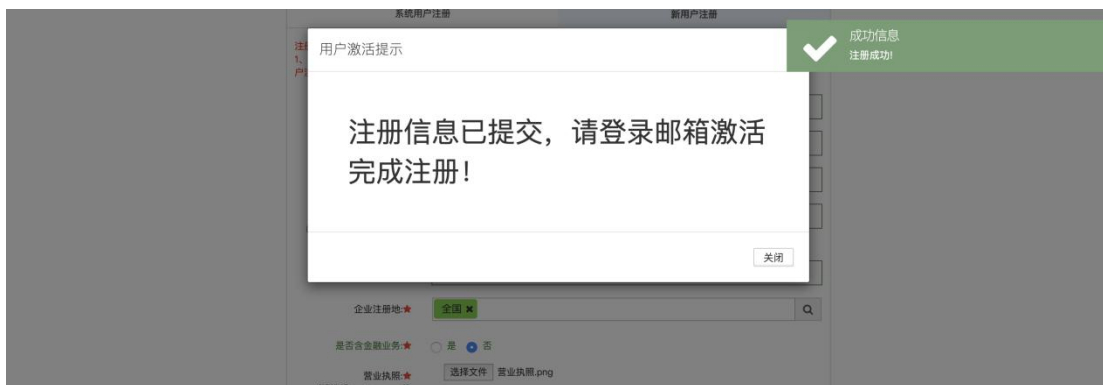 系统用户注册
新用户注册
成功信息
注册成功!
用户激活提示
注
1、
户
注册信息已提交，请登录邮箱激活
完成注册！
关闭
企业注册地:★
全国 ✖
是否含金融业务:★
是
否
营业执照:★
选择文件
营业执照.png